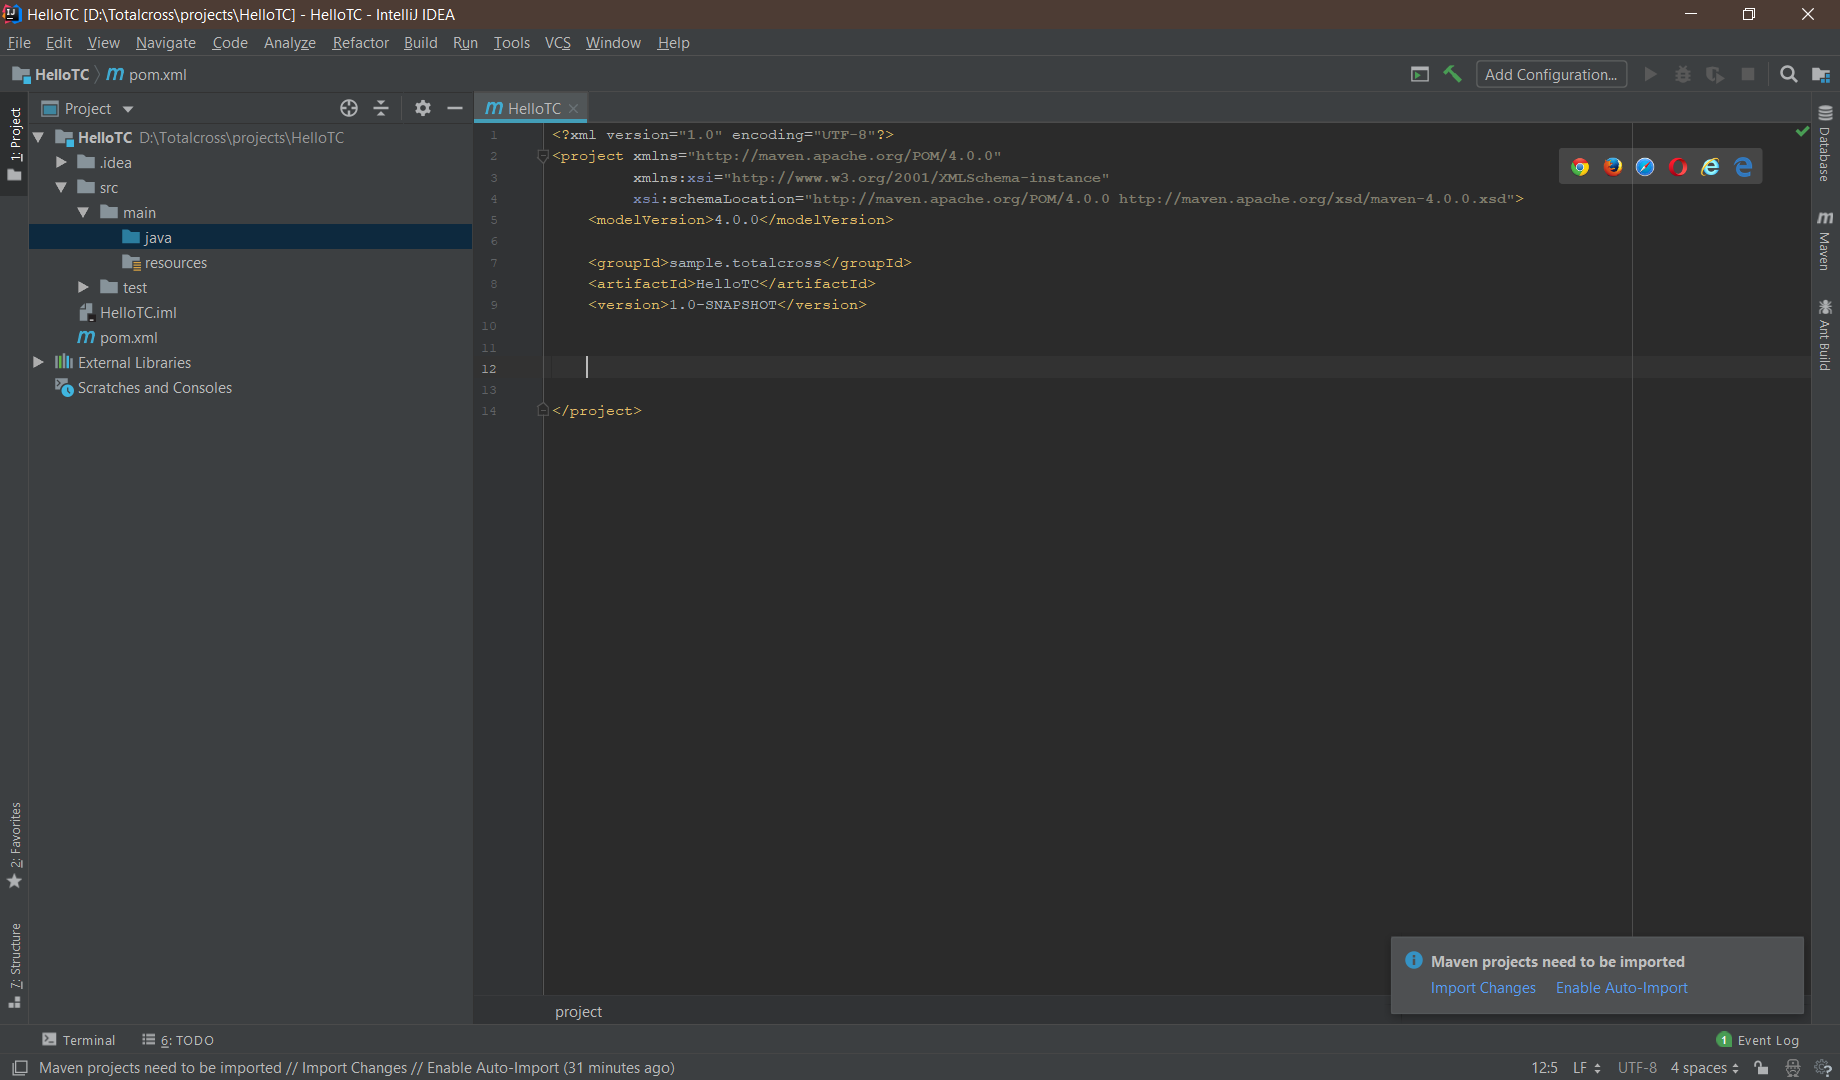 HelloTC [D:\Totalcross\projects\HelloTC] - HelloTC - IntelliJ IDEA
File Edit View Navigate Code Analyze Refactor Build Run Tools VCS Window Help
HelloTC pom.xml
Add Configuration...
1: Project
Project
HelloTC D:\Totalcross\projects\HelloTC
.idea
src
main
java
resources
test
HelloTC.iml
pom.xml
External Libraries
Scratches and Consoles
2: Favorites
7: Structure
HelloTC
1 <?xml version="1.0" encoding="UTF-8"?>
2 <project xmlns="http://maven.apache.org/POM/4.0.0"
3 xmlns:xsi="http://www.w3.org/2001/XMLSchema-instance"
4 xsi:schemaLocation="http://maven.apache.org/POM/4.0.0 http://maven.apache.org/xsd/maven-4.0.0.xsd">
5 <modelVersion>4.0.0</modelVersion>
6
7 <groupId>sample.totalcross</groupId>
8 <artifactId>HelloTC</artifactId>
9 <version>1.0-SNAPSHOT</version>
10
11
12
13
14 </project>
Database
Maven
Ant Build
Maven projects need to be imported
Import Changes Enable Auto-Import
project
Terminal 6: TODO
1 Event Log
Maven projects need to be imported // Import Changes // Enable Auto-Import (31 minutes ago)
12:5 LF UTF-8 4 spaces